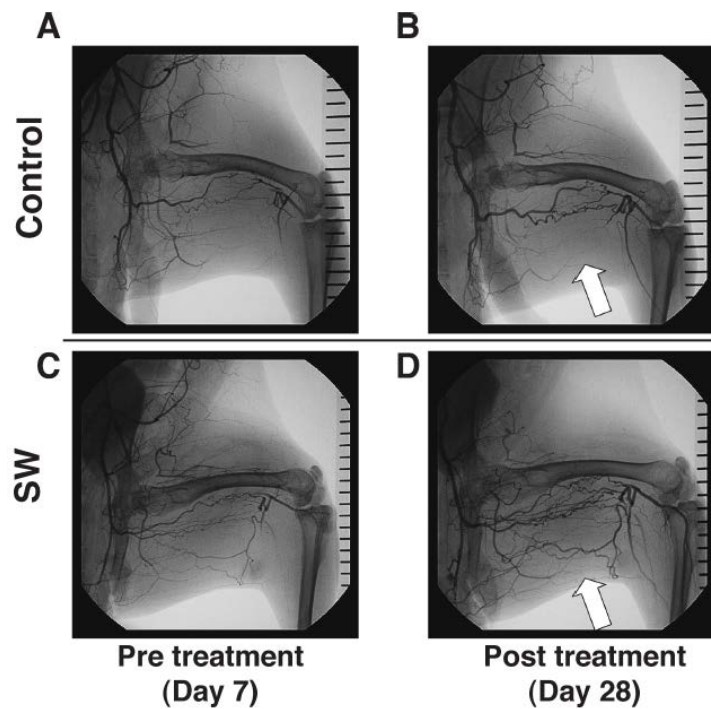 A
B
Control
C
D
SW
Pre treatment
(Day 7)
Post treatment
(Day 28)